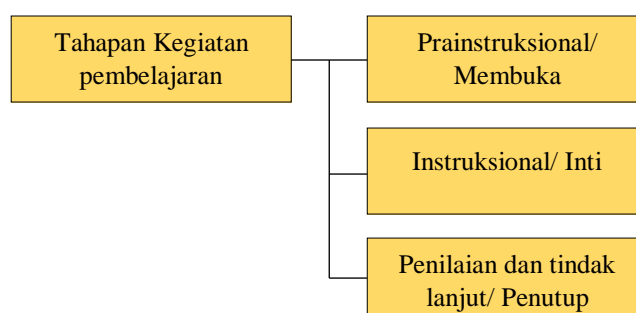 Tahapan Kegiatan
pembelajaran
Prainstruksional/
Membuka
Instruksional/ Inti
Penilaian dan tindak
lanjut/ Penutup